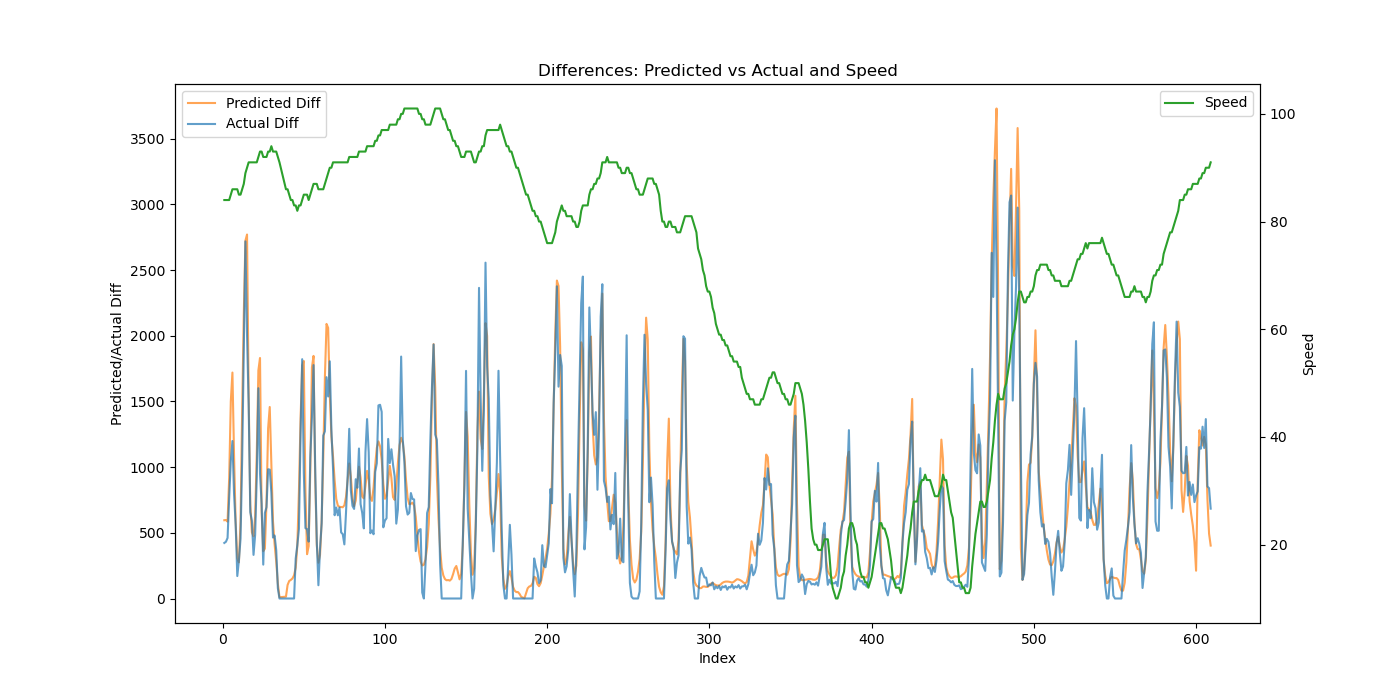 Differences: Predicted vs Actual and Speed
Predicted Diff
Actual Diff
Speed
3500
3000
2500
2000
1500
1000
500
0
Predicted/Actual Diff
100
80
60
40
20
Speed
0 100 200 300 400 500 600
Index